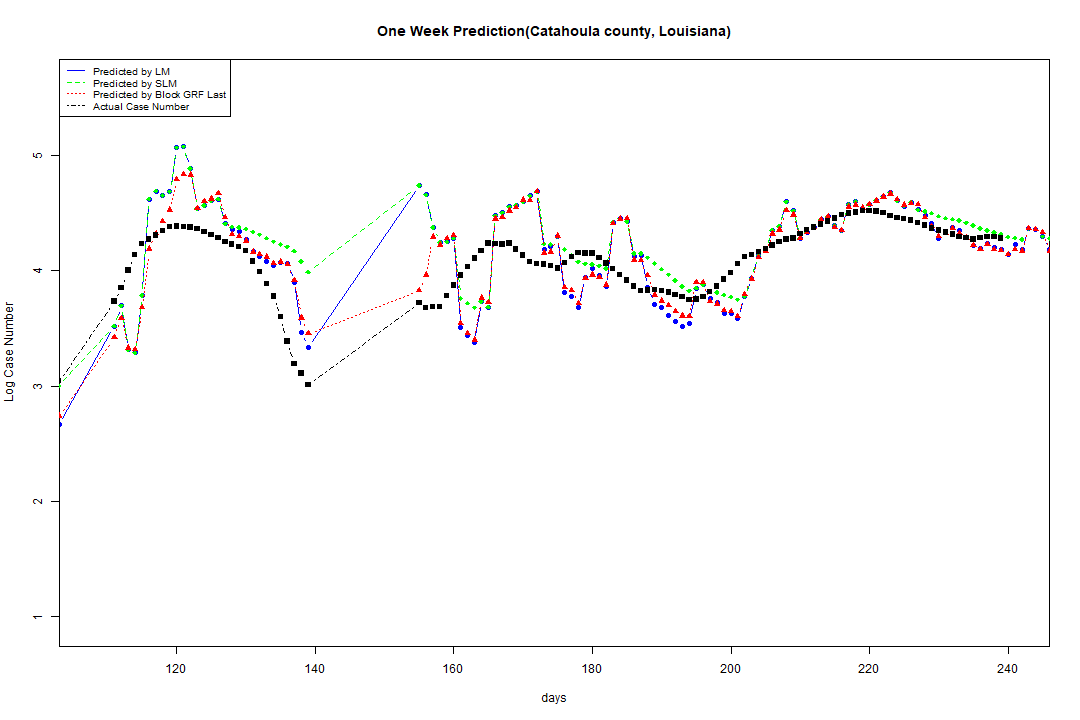 One Week Prediction(Catahoula county, Louisiana)
Predicted by LM
Predicted by SLM
Predicted by Block GRF Last
Actual Case Number
5
4
3
2
1
Log Case Number
120 140 160 180 200 220 240
days